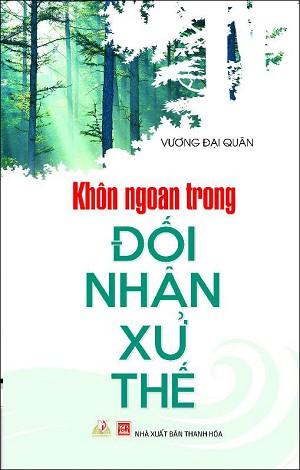 VƯƠNG ĐẠI QUÂN
Khôn ngoan trong
ĐỐI
NHÂN
XỬ
THẾ
NHÀ XUẤT BẢN THANH HÓA